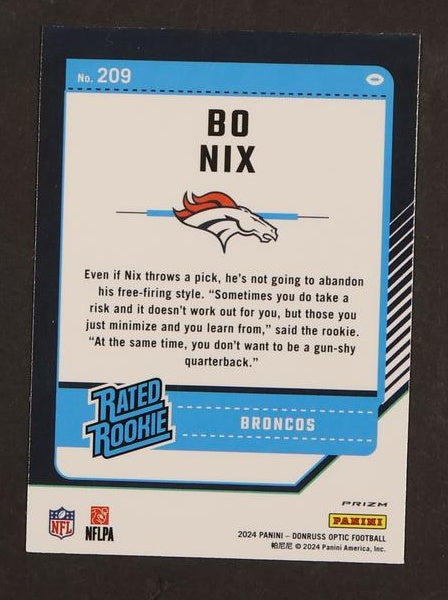 No. 209
BO
NIX
Even if Nix throws a pick, he's not going to abandon
his free-firing style. “Sometimes you do take a
risk and it doesn't work out for you, but those you
just minimize and you learn from,” said the rookie.
“At the same time, you don't want to be a gun-shy
quarterback.”
RATED
ROOKIE
BRONCOS
PRIZM
NFL
NFLPA
PANINI
2024 PANINI – DONRUSS OPTIC FOOTBALL
帕尼尼 © 2024 Panini America, Inc.